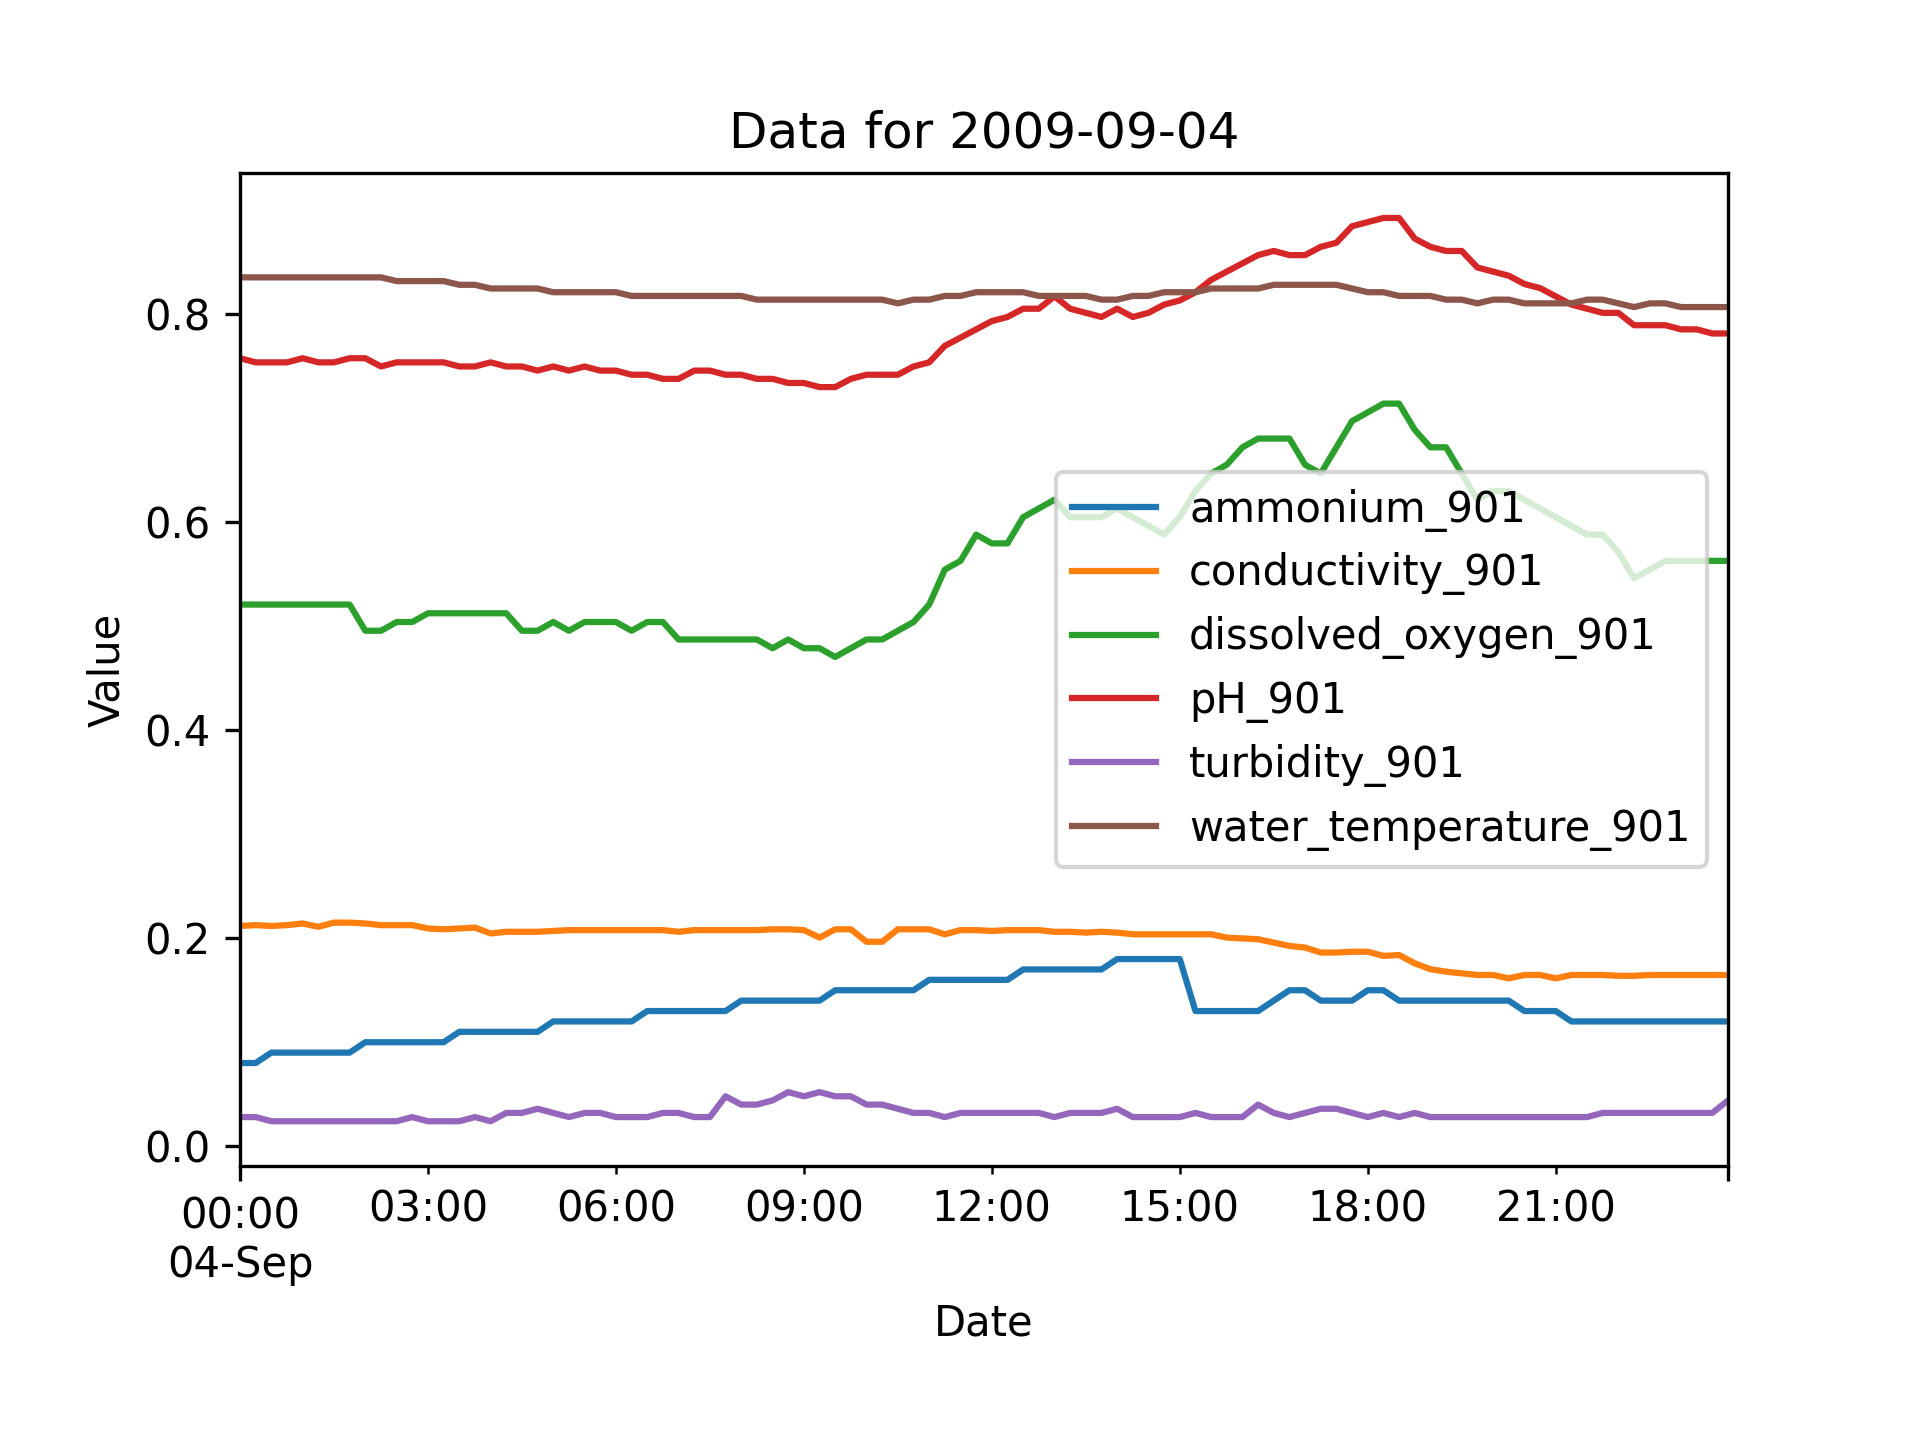 Data for 2009-09-04
Value
0.8
0.6
0.4
0.2
0.0
ammonium_901
conductivity_901
dissolved_oxygen_901
pH_901
turbidity_901
water_temperature_901
00:00 03:00 06:00 09:00 12:00 15:00 18:00 21:00
04-Sep
Date